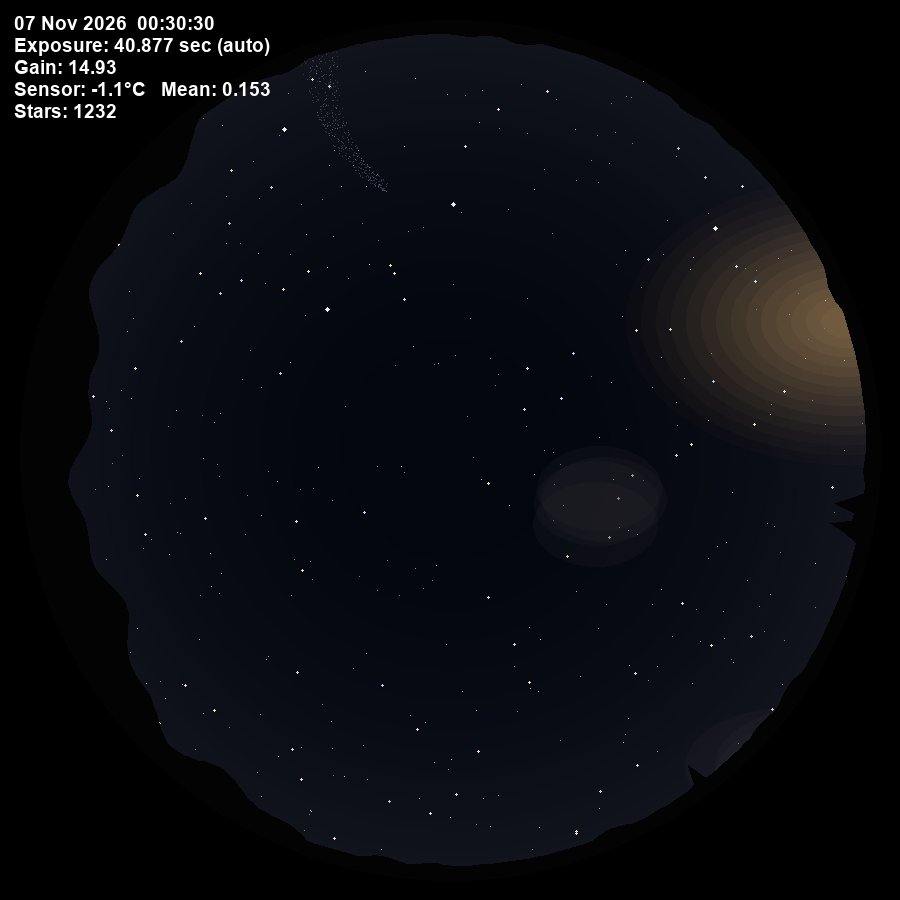 07 Nov 2026  00:30:30
Exposure: 40.877 sec (auto)
Gain: 14.93
Sensor: -1.1°C   Mean: 0.153
Stars: 1232